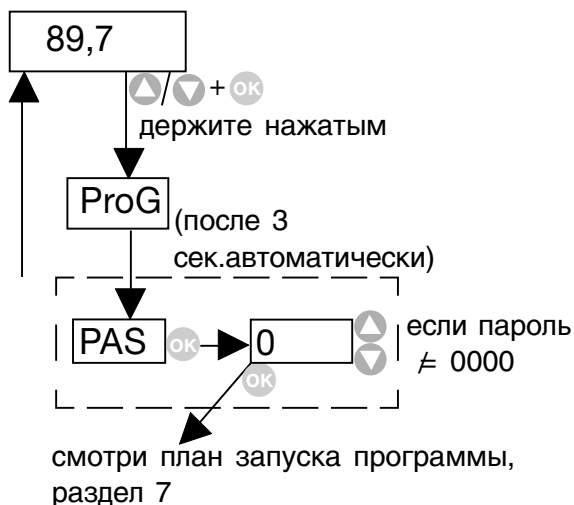 89,7
/ + OK
держите нажатым
ProG
(после 3
сек.автоматически)
PAS OK 0
если пароль
≠ 0000
OK
смотри план запуска программы,
раздел 7